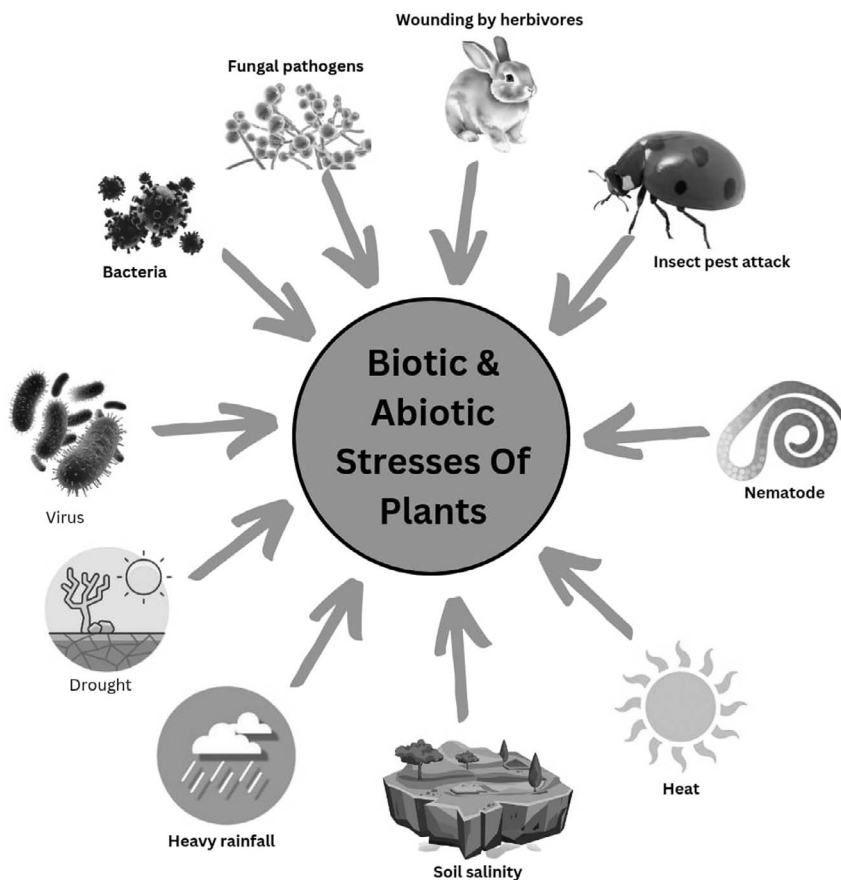 Wounding by herbivores
Fungal pathogens
Bacteria
Insect pest attack
Biotic &
Abiotic
Stresses Of
Plants
Virus
Nematode
Drought
Heat
Heavy rainfall
Soil salinity